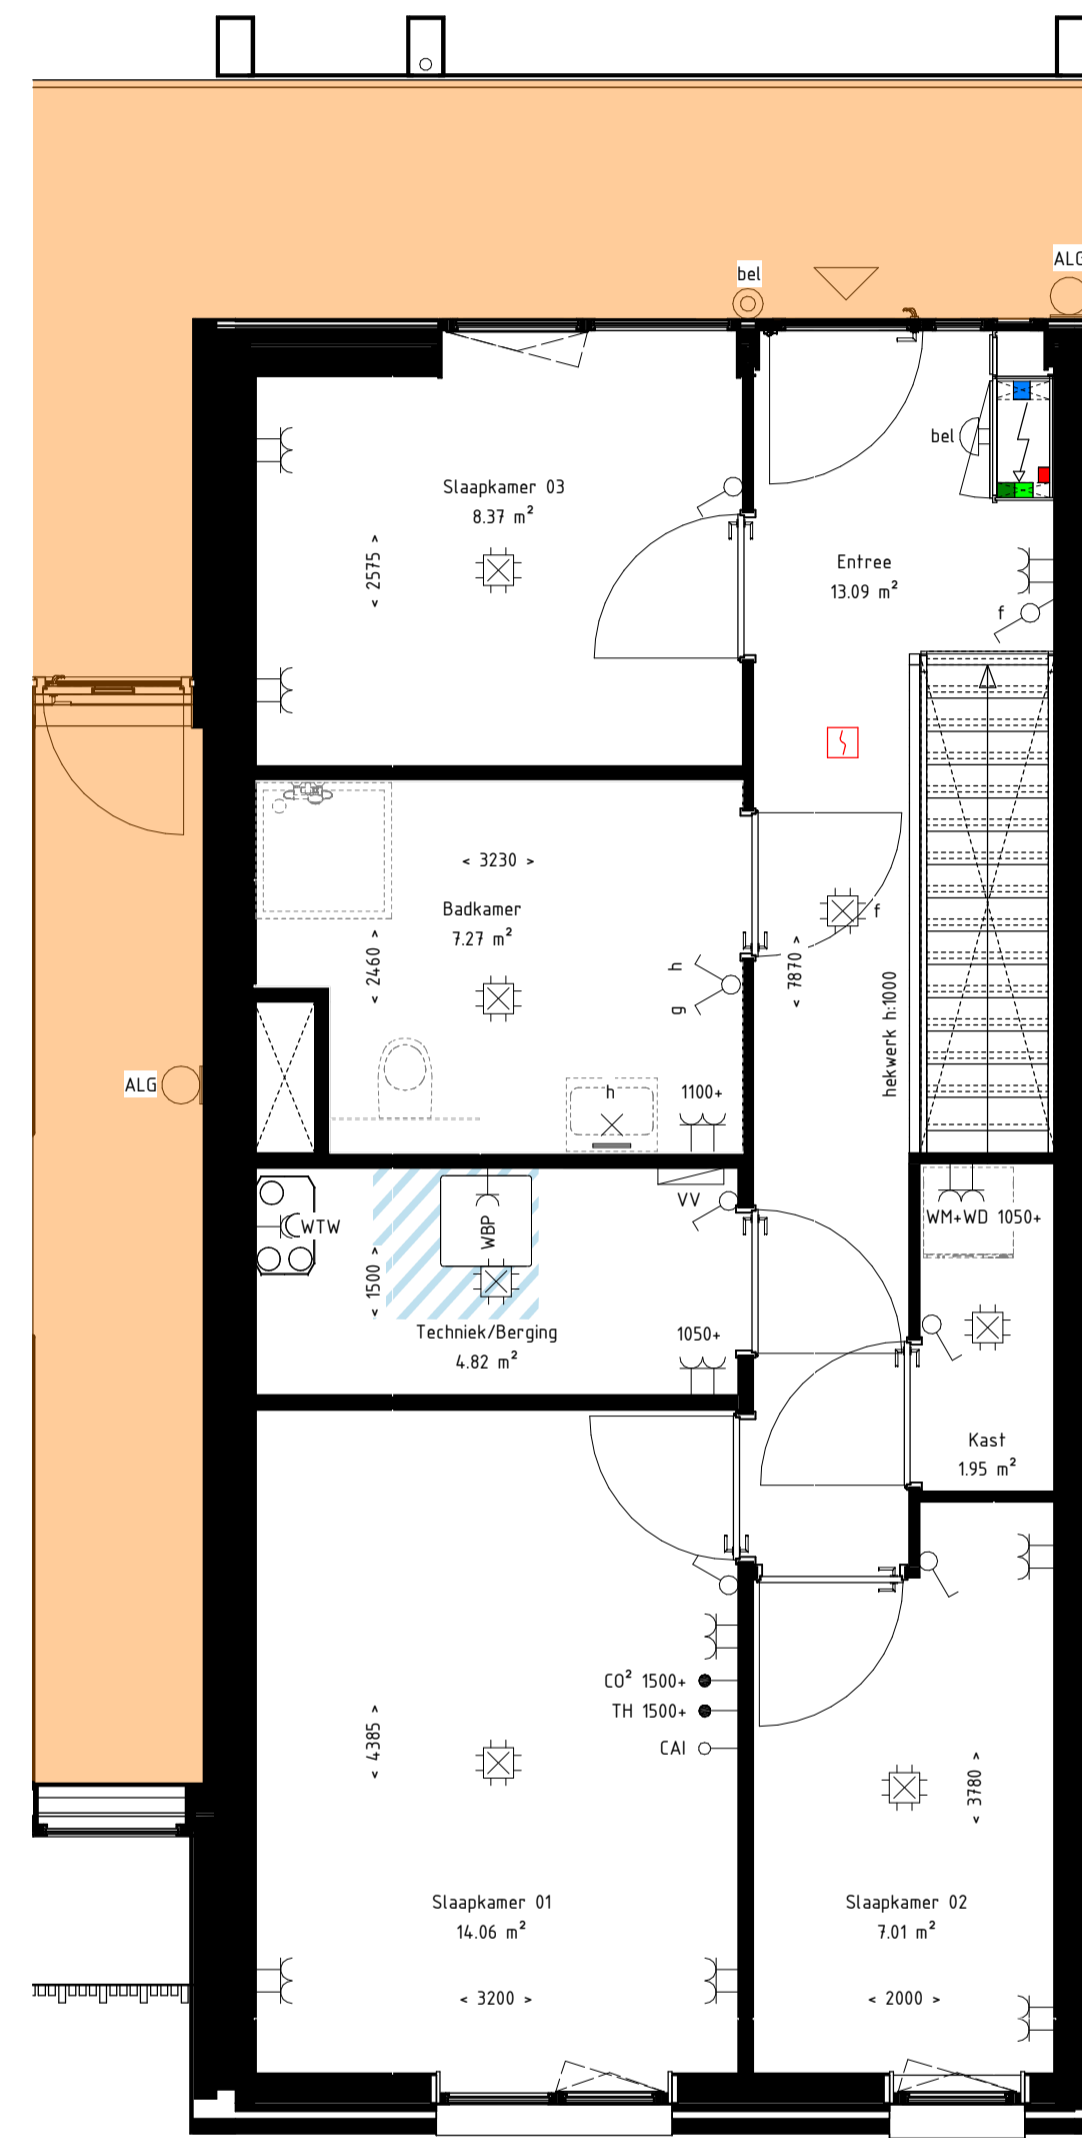 bel
ALG
bel
Slaapkamer 03
8.37 m²
< 2575 >
Entree
13.09 m²
f
< 3230 >
Badkamer
7.27 m²
< 2460 >
f
h
g
< 7870 >
hekwerk h:1000
ALG
h
1100+
WTW
WBP
VV
WM+WD 1050+
< 1500 >
Techniek/Berging
4.82 m²
1050+
Kast
1.95 m²
CO² 1500+
TH 1500+
CAI
< 4385 >
< 3780 >
Slaapkamer 01
14.06 m²
Slaapkamer 02
7.01 m²
< 3200 >
< 2000 >